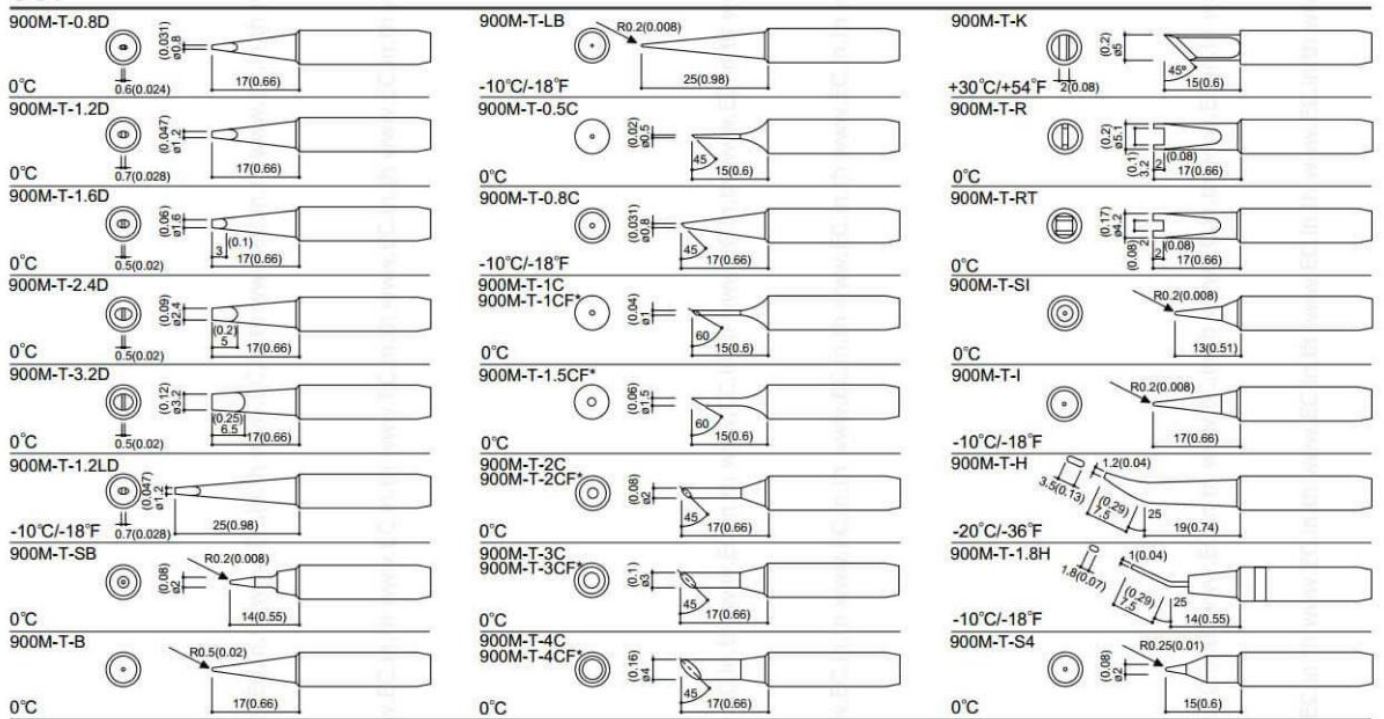 900M-T-0.8D
(0.031)
ø0.8
17(0.66)
0°C
0.6(0.024)
900M-T-1.2D
(0.047)
ø1.2
17(0.66)
0°C
0.7(0.028)
900M-T-1.6D
(0.06)
ø1.6
(0.1)
3
17(0.66)
0°C
0.5(0.02)
900M-T-2.4D
(0.09)
ø2.4
(0.2)
5
17(0.66)
0°C
0.5(0.02)
900M-T-3.2D
(0.12)
ø3.2
(0.25)
6.5
17(0.66)
0°C
0.5(0.02)
900M-T-1.2LD
(0.047)
ø1.2
25(0.98)
-10°C/-18°F
0.7(0.028)
900M-T-SB
R0.2(0.008)
(0.08)
ø2
14(0.55)
0°C
900M-T-B
R0.5(0.02)
17(0.66)
0°C
900M-T-LB
R0.2(0.008)
25(0.98)
-10°C/-18°F
900M-T-0.5C
(0.02)
ø0.5
45
15(0.6)
0°C
900M-T-0.8C
(0.031)
ø0.8
45
17(0.66)
-10°C/-18°F
900M-T-1C
900M-T-1CF*
(0.04)
ø1
60
15(0.6)
0°C
900M-T-1.5CF*
(0.06)
ø1.5
60
15(0.6)
0°C
900M-T-2C
900M-T-2CF*
(0.08)
ø2
45
17(0.66)
0°C
900M-T-3C
900M-T-3CF*
(0.1)
ø3
45
17(0.66)
0°C
900M-T-4C
900M-T-4CF*
(0.16)
ø4
45
17(0.66)
0°C
900M-T-K
(0.2)
ø5
45°
15(0.6)
+30°C/+54°F
2(0.08)
900M-T-R
(0.2)
ø5.1
(0.1)
3.2
2
(0.08)
17(0.66)
0°C
900M-T-RT
(0.17)
ø4.2
(0.08)
2
2
(0.08)
17(0.66)
0°C
900M-T-SI
R0.2(0.008)
13(0.51)
0°C
900M-T-I
R0.2(0.008)
17(0.66)
-10°C/-18°F
900M-T-H
1.2(0.04)
3.5(0.13)
(0.29)
7.5
25
19(0.74)
-20°C/-36°F
900M-T-1.8H
1(0.04)
1.8(0.07)
(0.29)
7.5
25
14(0.55)
-10°C/-18°F
900M-T-S4
R0.25(0.01)
(0.08)
ø2
15(0.6)
0°C